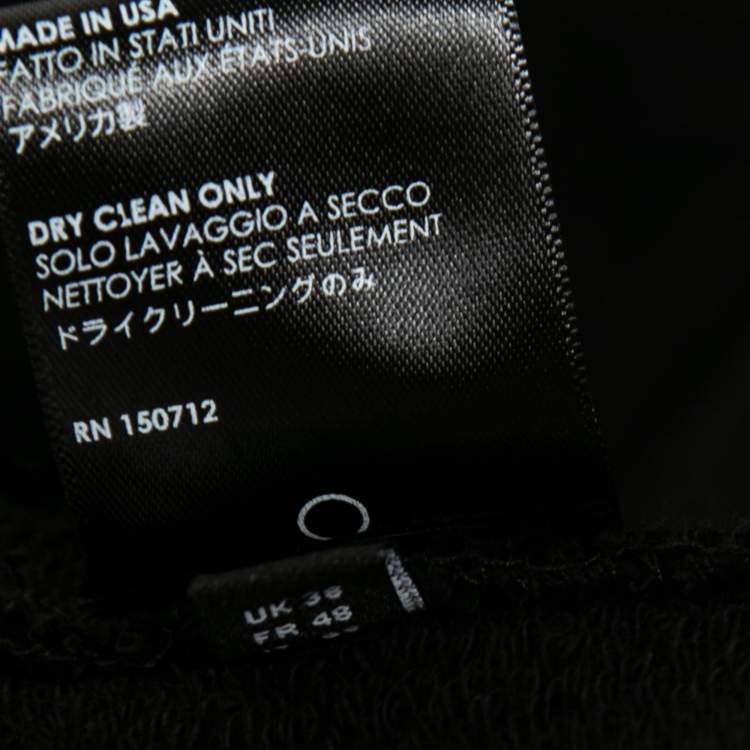 MADE IN USA
FATTO IN STATI UNITI
FABRIQUÉ AUX ÉTATS-UNIS
アメリカ製
DRY CLEAN ONLY
SOLO LAVAGGIO A SECCO
NETTOYER À SEC SEULEMENT
ドライクリーニングのみ
RN 150712
UK 38
FR 48